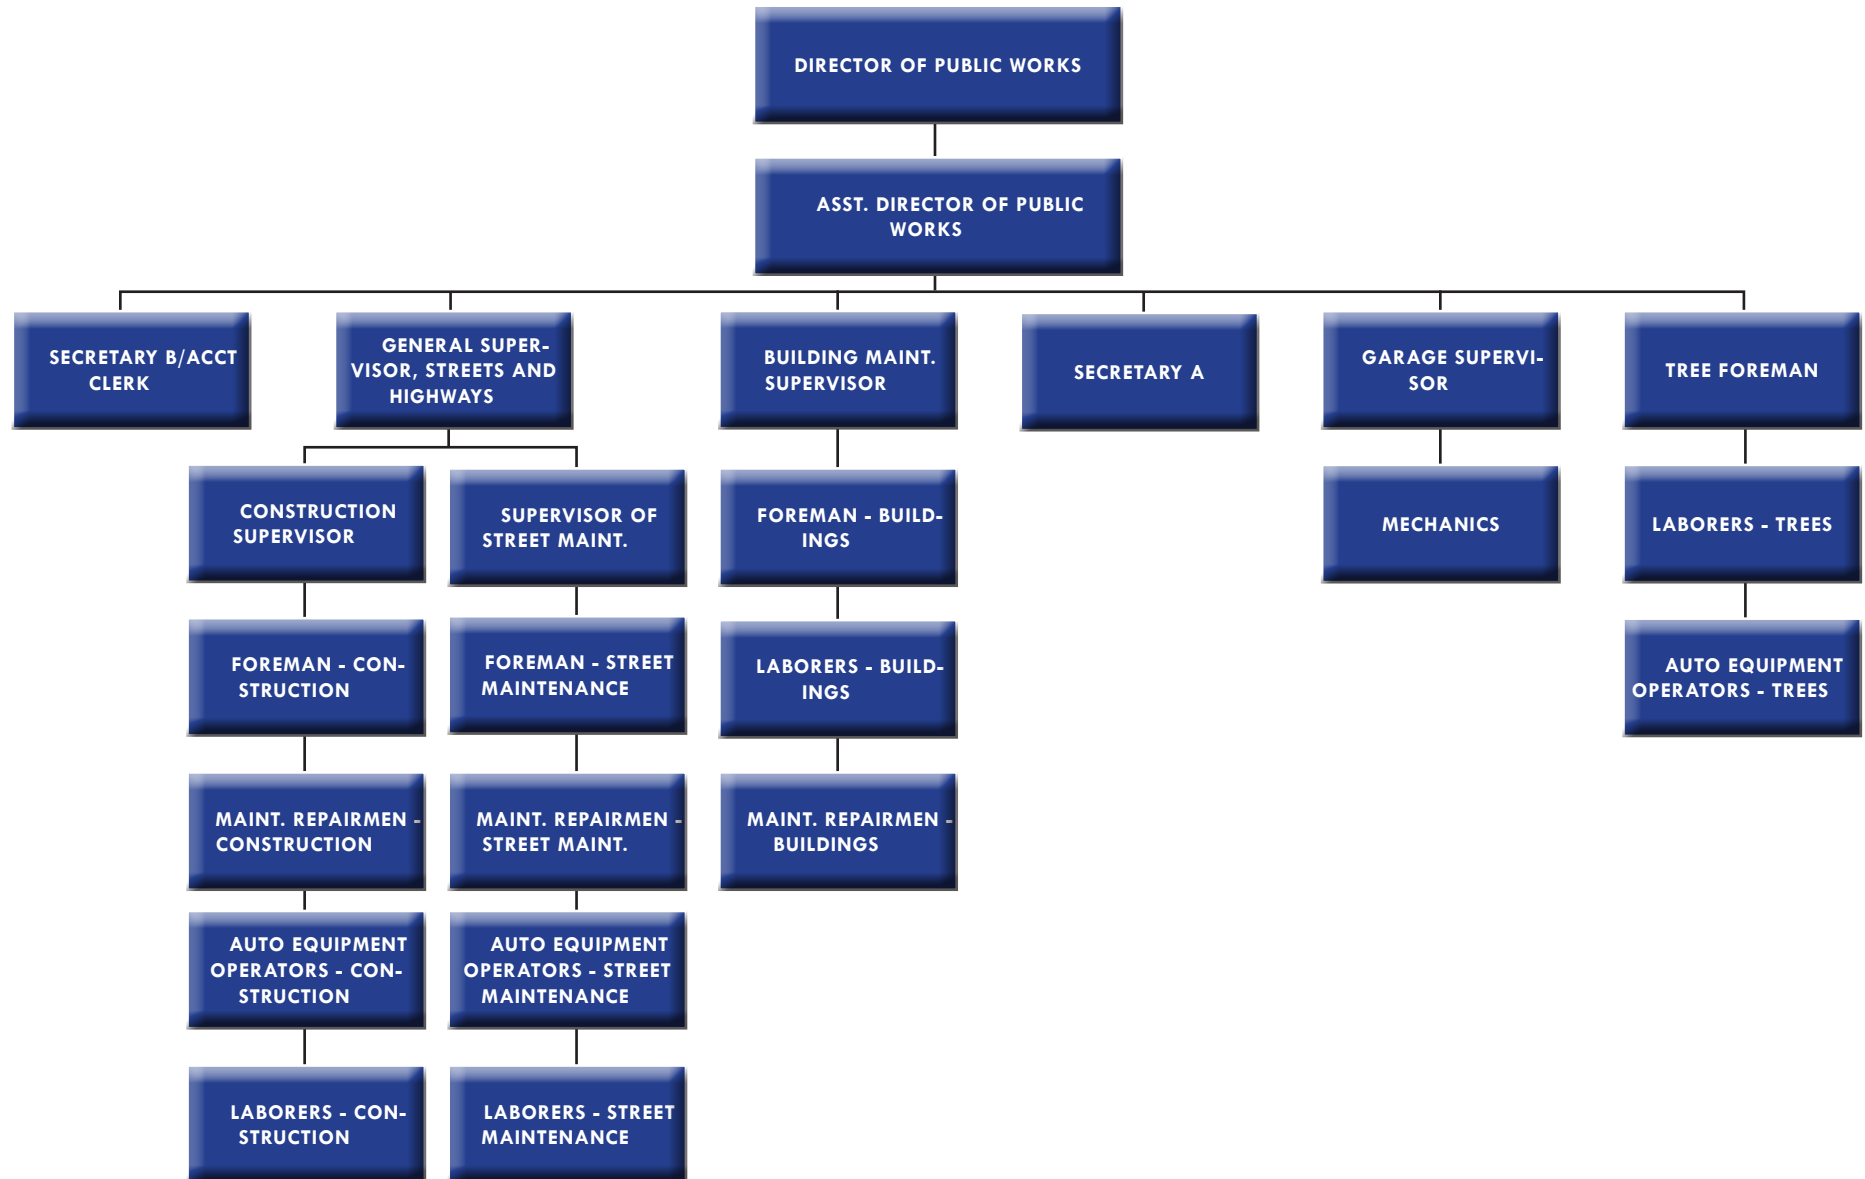 DIRECTOR OF PUBLIC WORKS
ASST. DIRECTOR OF PUBLIC
WORKS
SECRETARY B/ACCT
CLERK
GENERAL SUPER-
VISOR, STREETS AND
HIGHWAYS
BUILDING MAINT.
SUPERVISOR
SECRETARY A
GARAGE SUPERVI-
SOR
TREE FOREMAN
CONSTRUCTION
SUPERVISOR
SUPERVISOR OF
STREET MAINT.
FOREMAN - BUILD-
INGS
MECHANICS
LABORERS - TREES
FOREMAN - CON-
STRUCTION
FOREMAN - STREET
MAINTENANCE
LABORERS - BUILD-
INGS
AUTO EQUIPMENT
OPERATORS - TREES
MAINT. REPAIRMEN -
CONSTRUCTION
MAINT. REPAIRMEN -
STREET MAINT.
MAINT. REPAIRMEN -
BUILDINGS
AUTO EQUIPMENT
OPERATORS - CON-
STRUCTION
AUTO EQUIPMENT
OPERATORS - STREET
MAINTENANCE
LABORERS - CON-
STRUCTION
LABORERS - STREET
MAINTENANCE